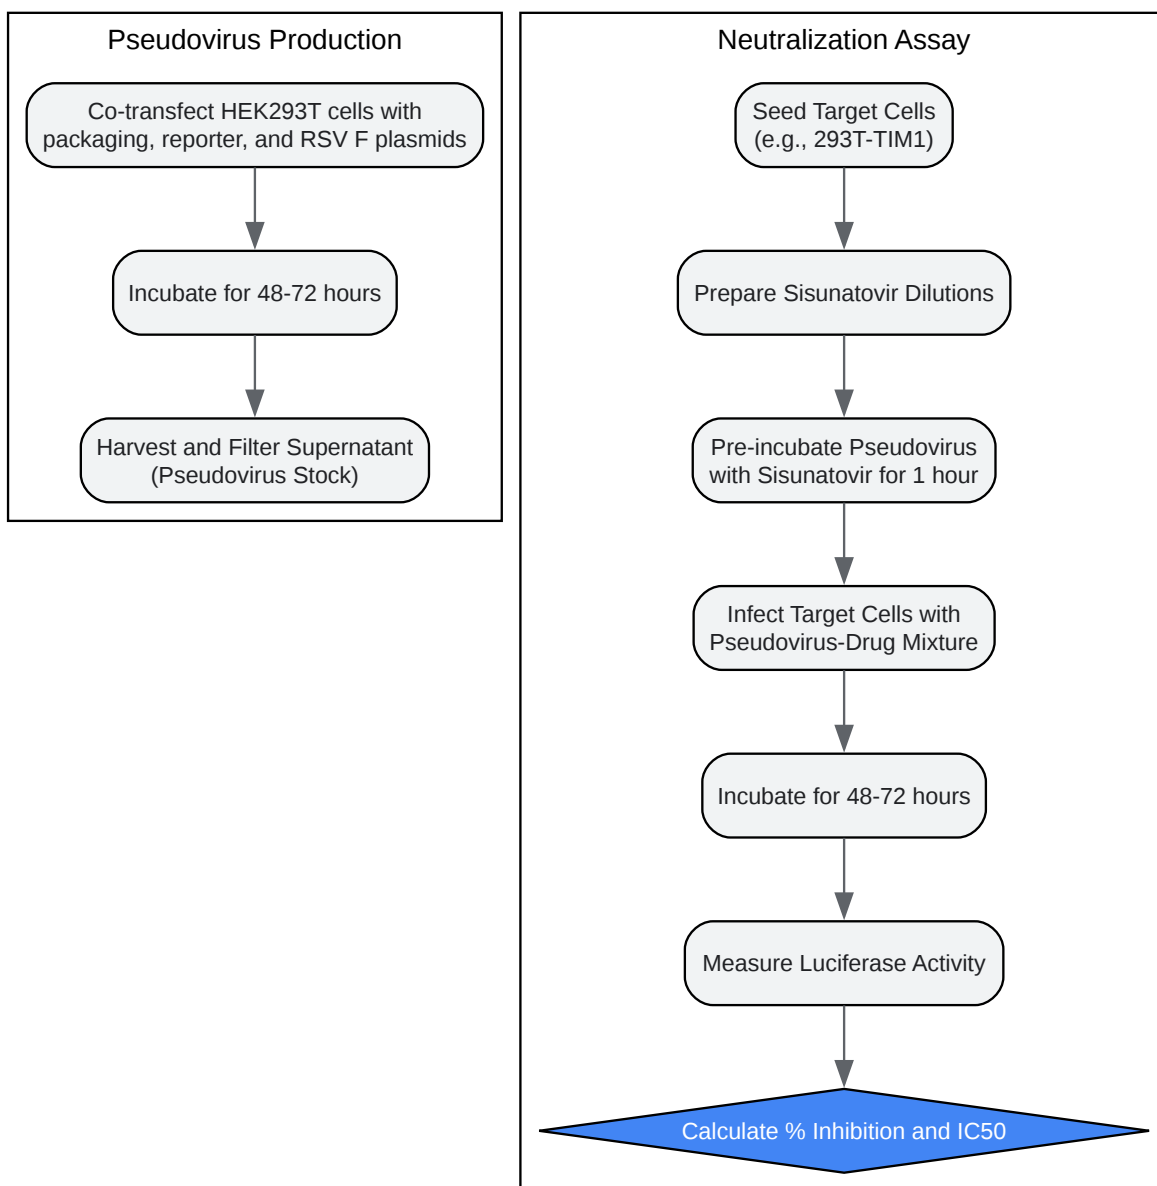 Pseudovirus Production
Co-transfect HEK293T cells with
packaging, reporter, and RSV F plasmids
Incubate for 48-72 hours
Harvest and Filter Supernatant
(Pseudovirus Stock)
Neutralization Assay
Seed Target Cells
(e.g., 293T-TIM1)
Prepare Sisunatovir Dilutions
Pre-incubate Pseudovirus
with Sisunatovir for 1 hour
Infect Target Cells with
Pseudovirus-Drug Mixture
Incubate for 48-72 hours
Measure Luciferase Activity
Calculate % Inhibition and IC50